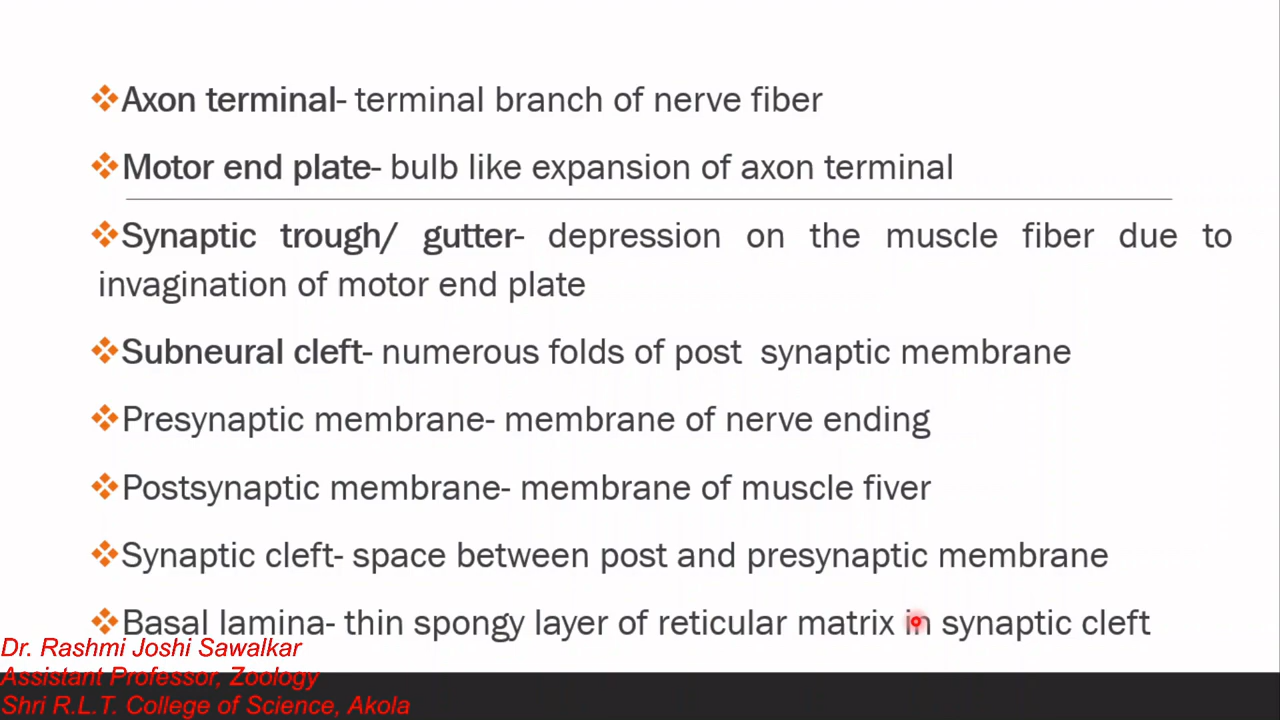 Axon terminal- terminal branch of nerve fiber
Motor end plate- bulb like expansion of axon terminal
Synaptic trough/ gutter- depression on the muscle fiber due to
invagination of motor end plate
Subneural cleft- numerous folds of post synaptic membrane
Presynaptic membrane- membrane of nerve ending
Postsynaptic membrane- membrane of muscle fiver
Synaptic cleft- space between post and presynaptic membrane
Basal lamina- thin spongy layer of reticular matrix in synaptic cleft
Dr. Rashmi Joshi Sawalkar
Assistant Professor, Zoology
Shri R.L.T. College of Science, Akola